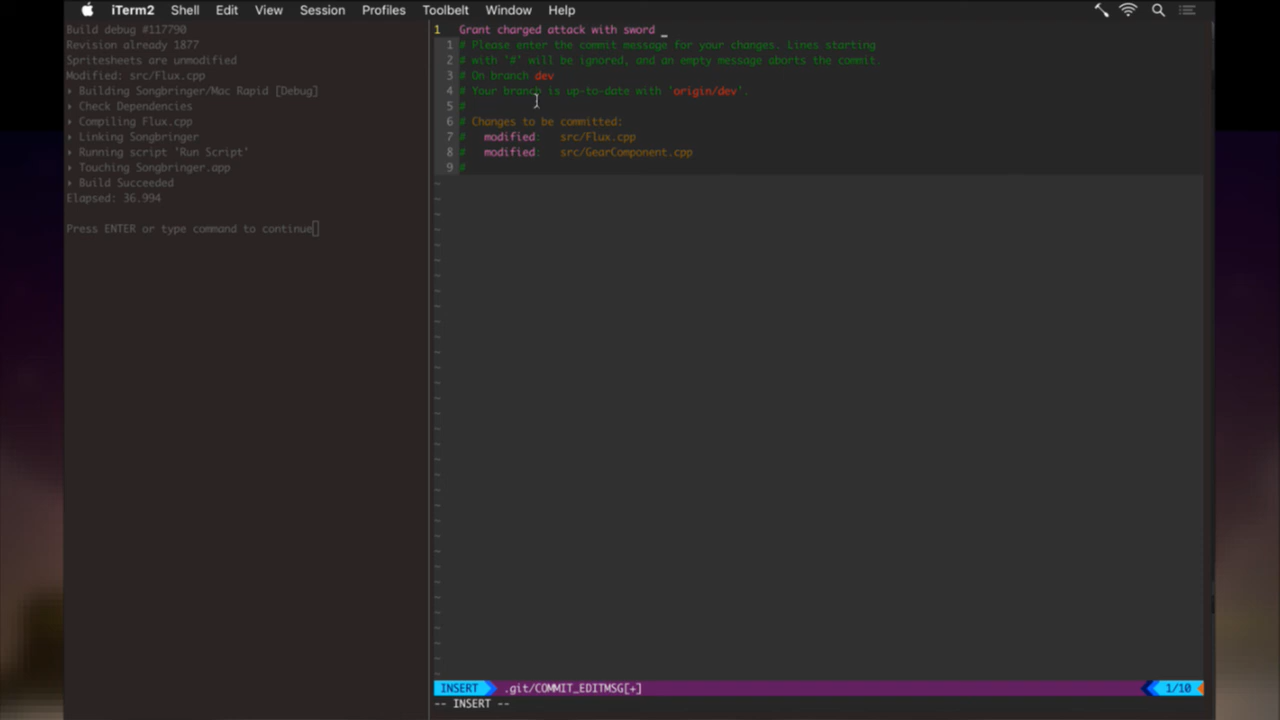 iTerm2 Shell Edit View Session Profiles Toolbelt Window Help
Build debug #117790
Revision already 1877
Spritesheets are unmodified
Modified: src/Flux.cpp
Building Songbringer/Mac Rapid [Debug]
Check Dependencies
Compiling Flux.cpp
Linking Songbringer
Running script 'Run Script'
Touching Songbringer.app
Build Succeeded
Elapsed: 36.994
Press ENTER or type command to continue
1 Grant charged attack with sword _
1 # Please enter the commit message for your changes. Lines starting
2 # with '#' will be ignored, and an empty message aborts the commit.
3 # On branch dev
4 # Your branch is up-to-date with 'origin/dev'.
5 #
6 # Changes to be committed:
7 # modified: src/Flux.cpp
8 # modified: src/GearComponent.cpp
9 #
INSERT .git/COMMIT_EDITMSG[+] 1/10
-- INSERT --